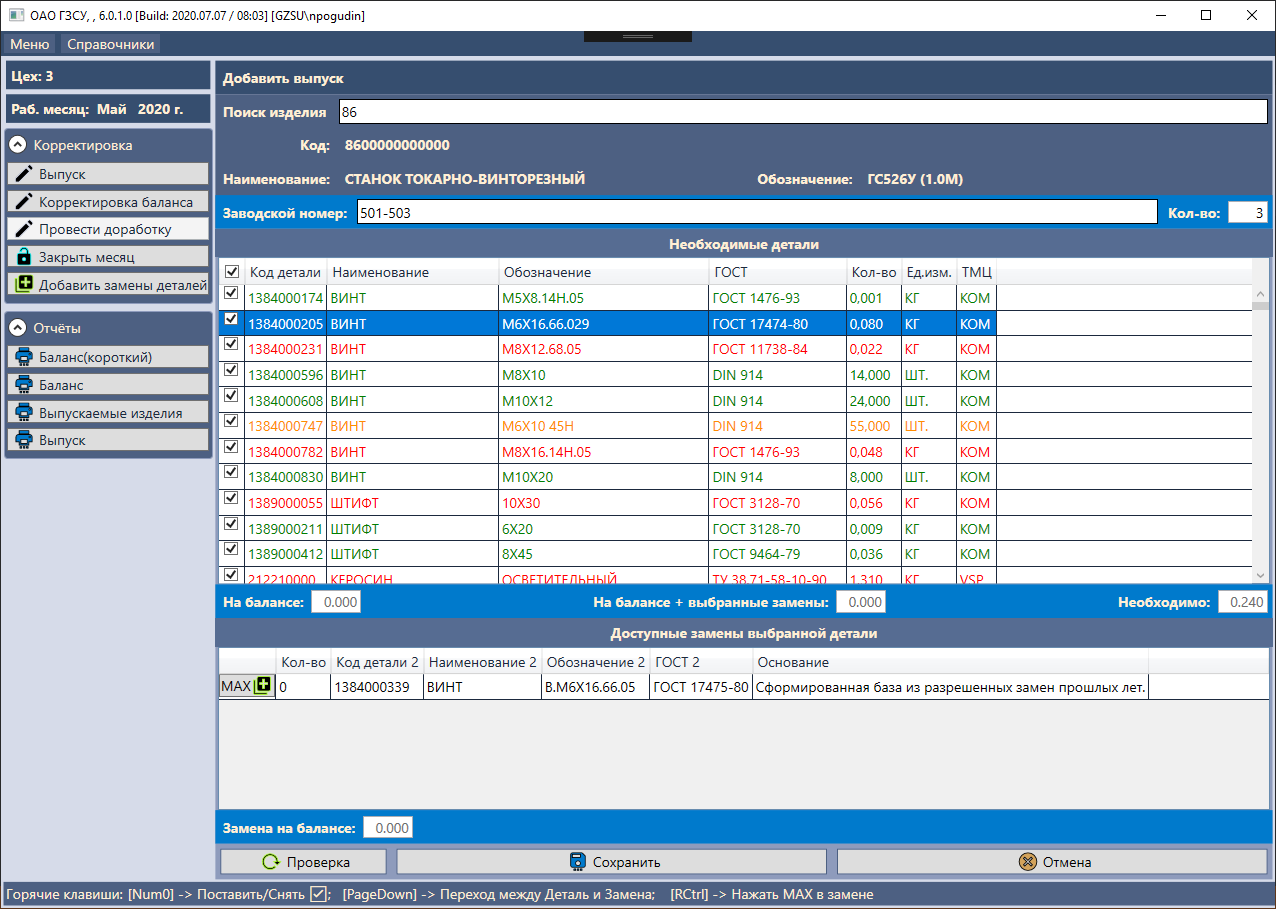 ОАО ГЗСУ, , 6.0.1.0 [Build: 2020.07.07 / 08:03] [GZSU\npogudin]
Меню Справочники
Цех: 3
Раб. месяц: Май 2020 г.
Корректировка
Выпуск
Корректировка баланса
Провести доработку
Закрыть месяц
Добавить замены деталей
Отчёты
Баланс(короткий)
Баланс
Выпускаемые изделия
Выпуск
Добавить выпуск
Поиск изделия 86
Код: 8600000000000
Наименование: СТАНОК ТОКАРНО-ВИНТОРЕЗНЫЙ Обозначение: ГС526У (1.0М)
Заводской номер: 501-503 Кол-во: 3
Необходимые детали
Код детали Наименование Обозначение ГОСТ Кол-во Ед.изм. ТМЦ
1384000174 ВИНТ М5Х8.14Н.05 ГОСТ 1476-93 0,001 КГ КОМ
1384000205 ВИНТ М6Х16.66.029 ГОСТ 17474-80 0,080 КГ КОМ
1384000231 ВИНТ М8Х12.68.05 ГОСТ 11738-84 0,022 КГ КОМ
1384000596 ВИНТ М8Х10 DIN 914 14,000 ШТ. КОМ
1384000608 ВИНТ М10Х12 DIN 914 24,000 ШТ. КОМ
1384000747 ВИНТ М6Х10 45Н DIN 914 55,000 ШТ. КОМ
1384000782 ВИНТ М8Х16.14Н.05 ГОСТ 1476-93 0,048 КГ КОМ
1384000830 ВИНТ М10Х20 DIN 914 8,000 ШТ. КОМ
1389000055 ШТИФТ 10Х30 ГОСТ 3128-70 0,056 КГ КОМ
1389000211 ШТИФТ 6Х20 ГОСТ 3128-70 0,009 КГ КОМ
1389000412 ШТИФТ 8Х45 ГОСТ 9464-79 0,036 КГ КОМ
212210000 КЕРОСИН ОСВЕТИТЕЛЬНЫЙ ТУ 38.71-58-10-90 1,310 КГ VSP
На балансе: 0.000 На балансе + выбранные замены: 0.000 Необходимо: 0.240
Доступные замены выбранной детали
Кол-во Код детали 2 Наименование 2 Обозначение 2 ГОСТ 2 Основание
MAX 0 1384000339 ВИНТ В.М6Х16.66.05 ГОСТ 17475-80 Сформированная база из разрешенных замен прошлых лет.
Замена на балансе: 0.000
Проверка Сохранить Отмена
Горячие клавиши: [Num0] -> Поставить/Снять ; [PageDown] -> Переход между Деталь и Замена; [RCtrl] -> Нажать MAX в замене